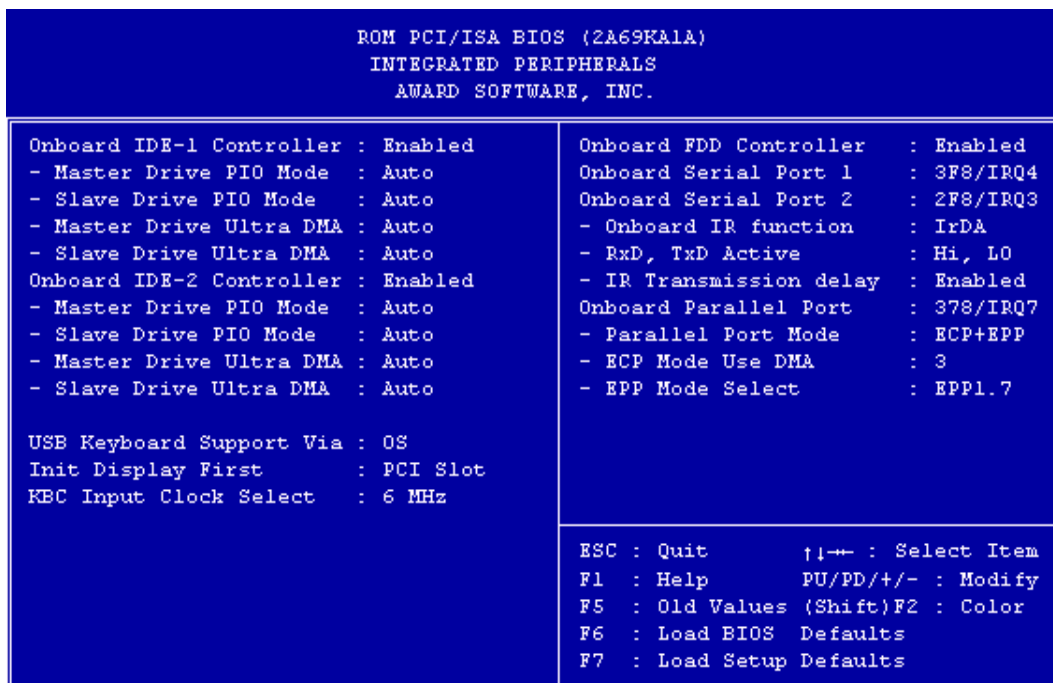 ROM PCI/ISA BIOS (2A69KA1A)
INTEGRATED PERIPHERALS
AWARD SOFTWARE, INC.
Onboard IDE-1 Controller : Enabled
- Master Drive PIO Mode : Auto
- Slave Drive PIO Mode : Auto
- Master Drive Ultra DMA : Auto
- Slave Drive Ultra DMA : Auto
Onboard IDE-2 Controller : Enabled
- Master Drive PIO Mode : Auto
- Slave Drive PIO Mode : Auto
- Master Drive Ultra DMA : Auto
- Slave Drive Ultra DMA : Auto
USB Keyboard Support Via : OS
Init Display First : PCI Slot
KBC Input Clock Select : 6 MHz
Onboard FDD Controller : Enabled
Onboard Serial Port 1 : 3F8/IRQ4
Onboard Serial Port 2 : 2F8/IRQ3
- Onboard IR function : IrDA
- RxD, TxD Active : Hi, LO
- IR Transmission delay : Enabled
Onboard Parallel Port : 378/IRQ7
- Parallel Port Mode : ECP+EPP
- ECP Mode Use DMA : 3
- EPP Mode Select : EPP1.7
ESC : Quit ↑↓→← : Select Item
F1 : Help PU/PD/+/- : Modify
F5 : Old Values (Shift)F2 : Color
F6 : Load BIOS Defaults
F7 : Load Setup Defaults